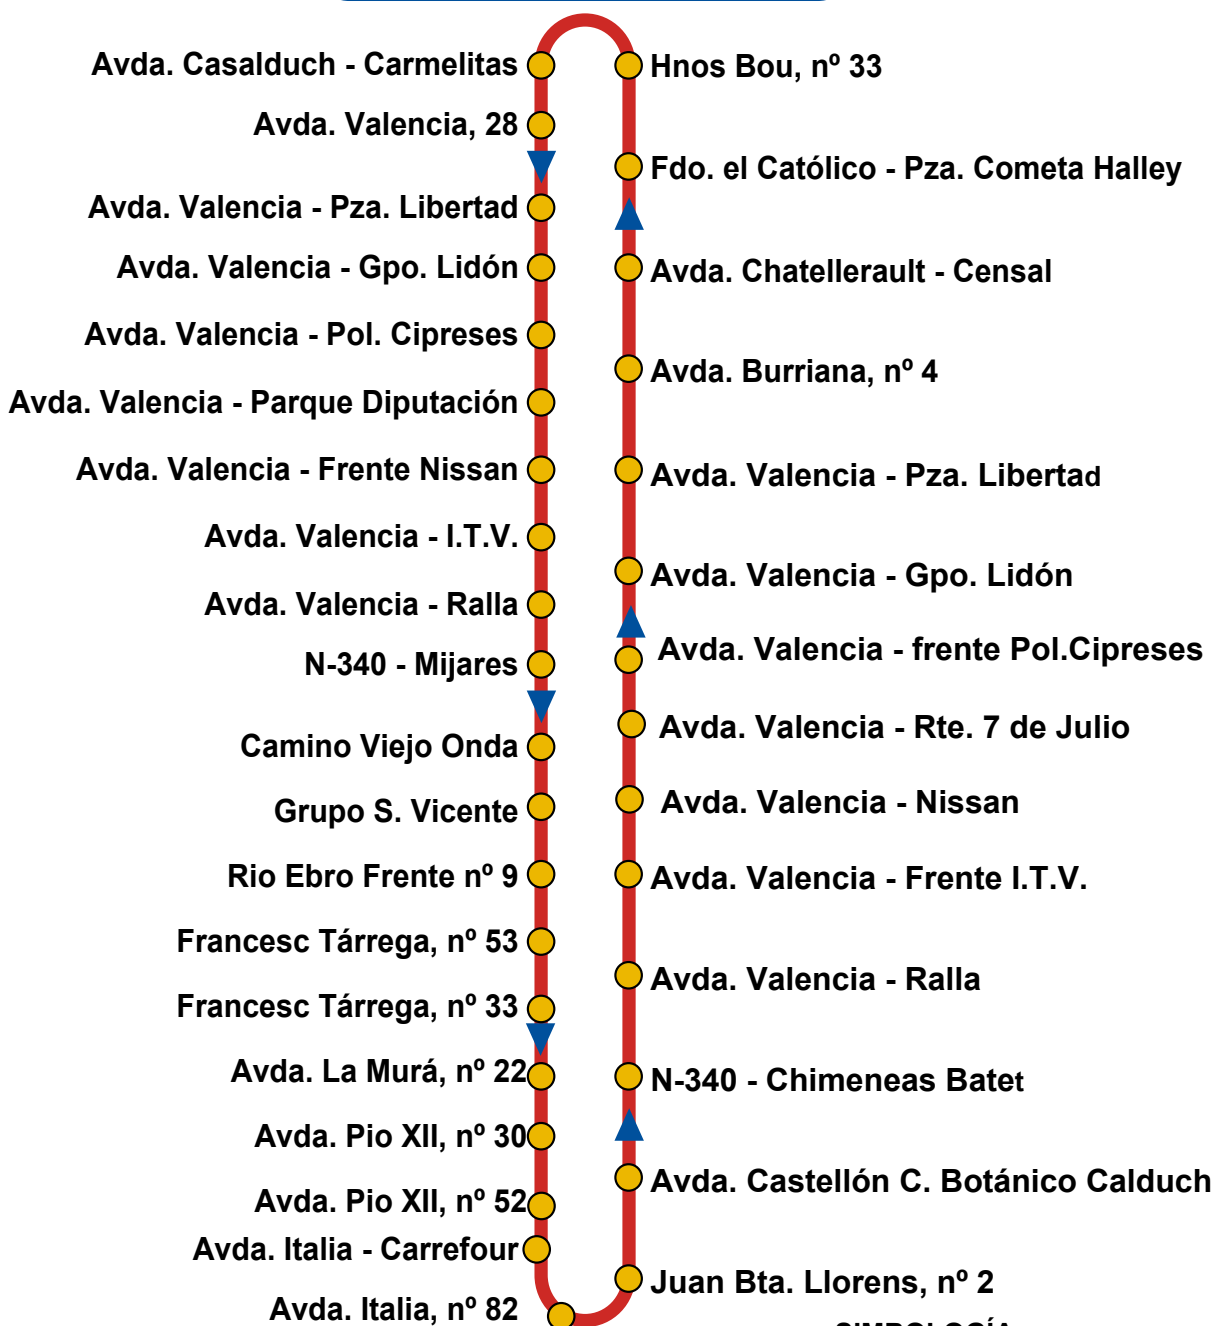 Avda. Casalduch - Carmelitas
Avda. Valencia, 28
Avda. Valencia - Pza. Libertad
Avda. Valencia - Gpo. Lidón
Avda. Valencia - Pol. Cipreses
Avda. Valencia - Parque Diputación
Avda. Valencia - Frente Nissan
Avda. Valencia - I.T.V.
Avda. Valencia - Ralla
N-340 - Mijares
Camino Viejo Onda
Grupo S. Vicente
Rio Ebro Frente nº 9
Francesc Tárrega, nº 53
Francesc Tárrega, nº 33
Avda. La Murá, nº 22
Avda. Pio XII, nº 30
Avda. Pio XII, nº 52
Avda. Italia - Carrefour
Avda. Italia, nº 82
Hnos Bou, nº 33
Fdo. el Católico - Pza. Cometa Halley
Avda. Chatellerault - Censal
Avda. Burriana, nº 4
Avda. Valencia - Pza. Libertad
Avda. Valencia - Gpo. Lidón
Avda. Valencia - frente Pol.Cipreses
Avda. Valencia - Rte. 7 de Julio
Avda. Valencia - Nissan
Avda. Valencia - Frente I.T.V.
Avda. Valencia - Ralla
N-340 - Chimeneas Batet
Avda. Castellón C. Botánico Calduch
Juan Bta. Llorens, nº 2
SIMBOLOGÍA